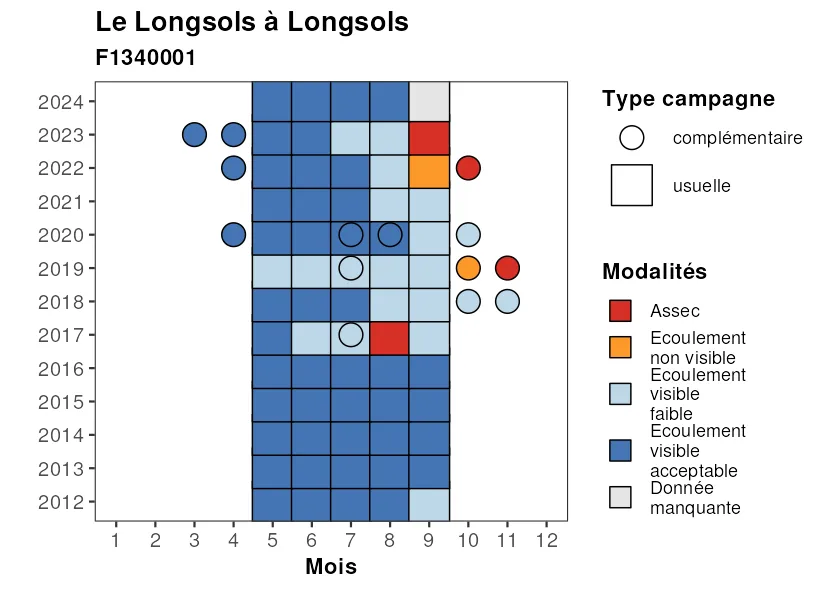 Le Longsols à Longsols
F1340001
2024
2023
2022
2021
2020
2019
2018
2017
2016
2015
2014
2013
2012
1 2 3 4 5 6 7 8 9 10 11 12
Mois
Type campagne
complémentaire
usuelle
Modalités
Assec
Ecoulement
non visible
Ecoulement
visible
faible
Ecoulement
visible
acceptable
Donnée
manquante